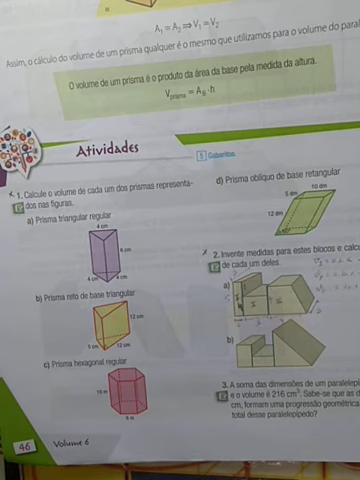 A₁ = A₂ ⇒ V₁ = V₂
Assim, o cálculo do volume de um prisma qualquer é o mesmo que utilizamos para o volume do
O volume de um prisma é o produto da área da base pela medida da altura.
V prisma = A_B · h
Atividades
5 Gabaritos.
1. Calcule o volume de cada um dos prismas representa-
dos nas figuras.
a) Prisma triangular regular
4 cm
6 cm
4 cm
4 cm
b) Prisma reto de base triangular
12 cm
5 cm
12 cm
c) Prisma hexagonal regular
10 m
6 m
d) Prisma oblíquo de base retangular
10 dm
5 dm
12 dm
2. Invente medidas para estes blocos e
de cada um deles.
a)
b)
3. A soma das dimensões de um
e o volume é 216 cm³. Sabe-se que as
cm, formam uma progressão geométrica
total desse paralelepípedo?
46
Volume 6